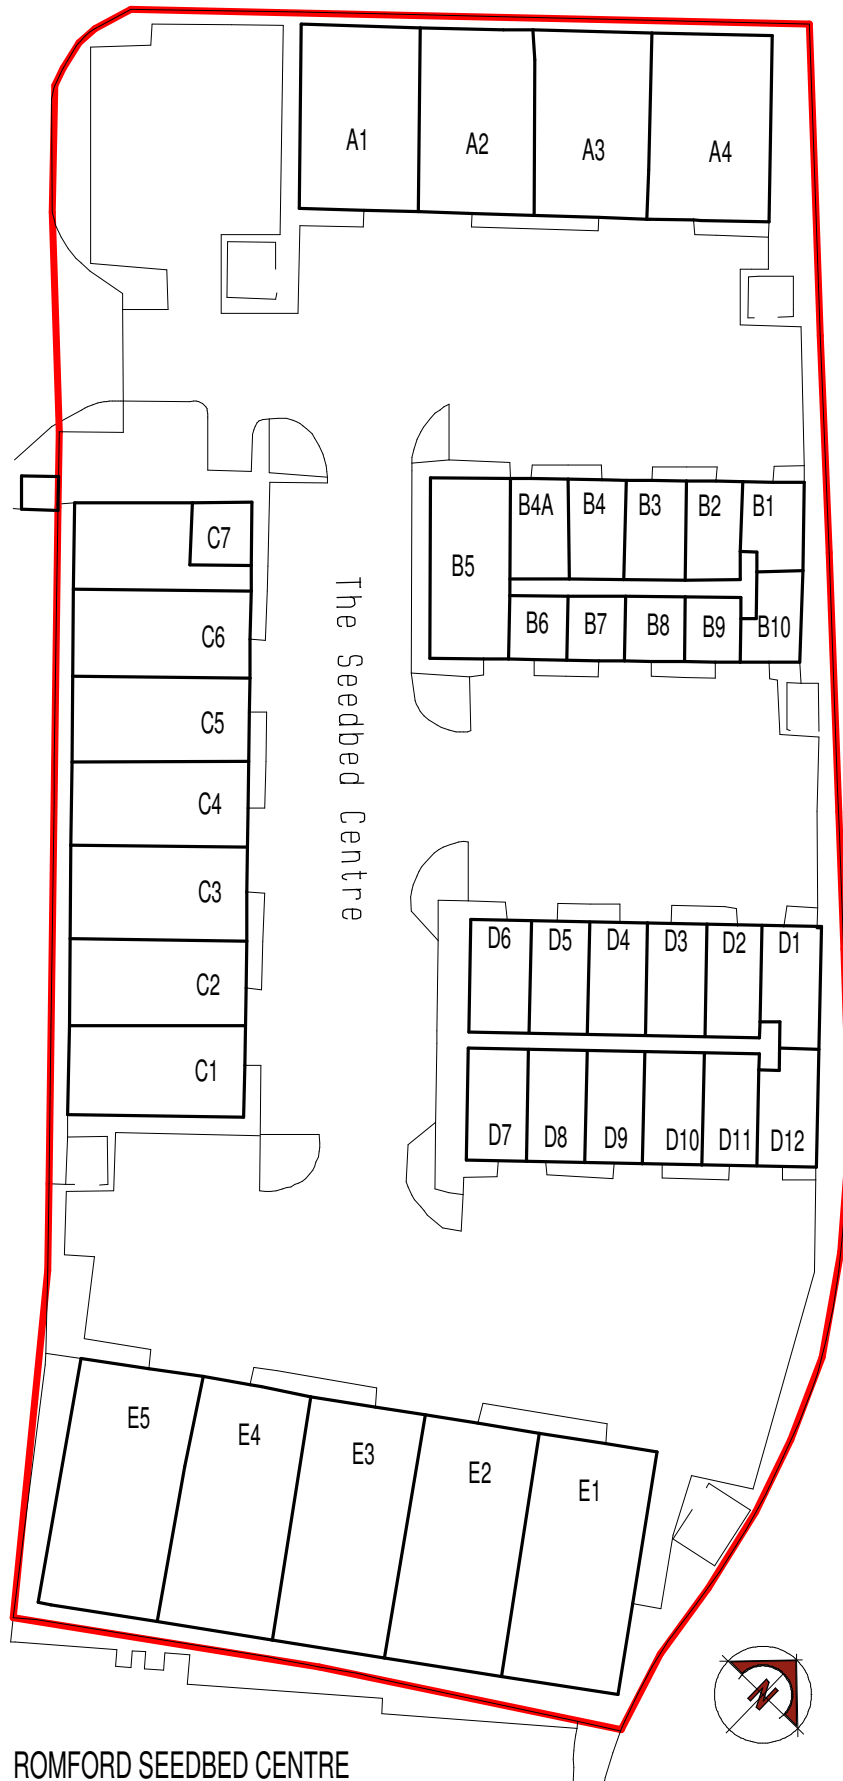 A1
A2
A3
A4
B4A
B4
B3
B2
B1
B5
B6
B7
B8
B9
B10
C7
C6
C5
C4
C3
C2
C1
The Seedbed Centre
D6
D5
D4
D3
D2
D1
D7
D8
D9
D10
D11
D12
E5
E4
E3
E2
E1
N
ROMFORD SEEDBED CENTRE